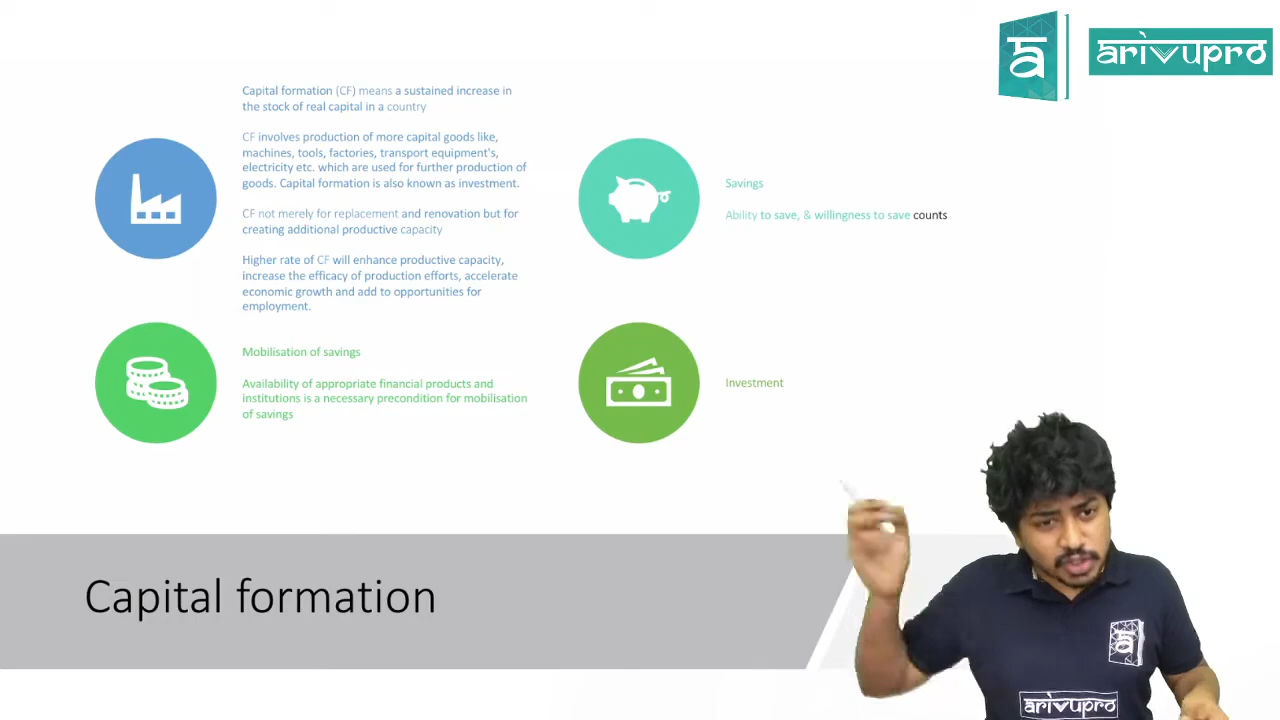 arivupro
Capital formation (CF) means a sustained increase in
the stock of real capital in a country
CF involves production of more capital goods like,
machines, tools, factories, transport equipment's,
electricity etc. which are used for further production of
goods. Capital formation is also known as investment.
CF not merely for replacement and renovation but for
creating additional productive capacity
Higher rate of CF will enhance productive capacity,
increase the efficacy of production efforts, accelerate
economic growth and add to opportunities for
employment.
Savings
Ability to save, & willingness to save counts
Mobilisation of savings
Availability of appropriate financial products and
institutions is a necessary precondition for mobilisation
of savings
Investment
Capital formation
arivupro